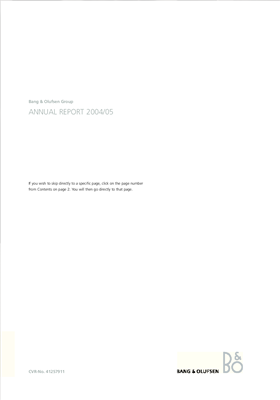 Bang & Olufsen Group
ANNUAL REPORT 2004/05
If you wish to skip directly to a specific page, click on the page number
from Contents on page 2. You will then go directly to that page.
CVR-No. 41257911
BANG & OLUFSEN
B&O